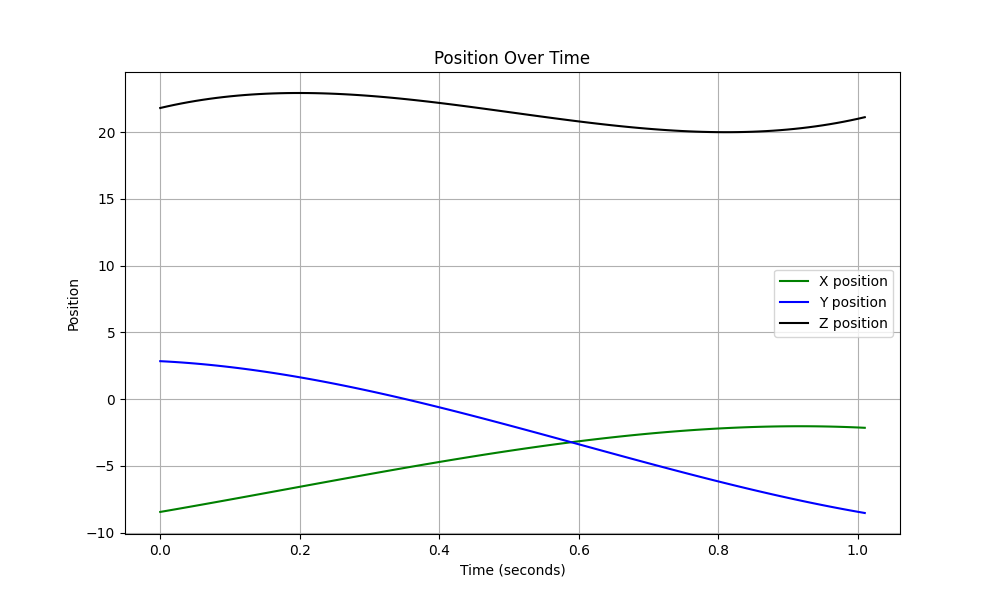 Position Over Time
Position
20
15
10
5
0
−5
−10
X position
Y position
Z position
0.0 0.2 0.4 0.6 0.8 1.0
Time (seconds)